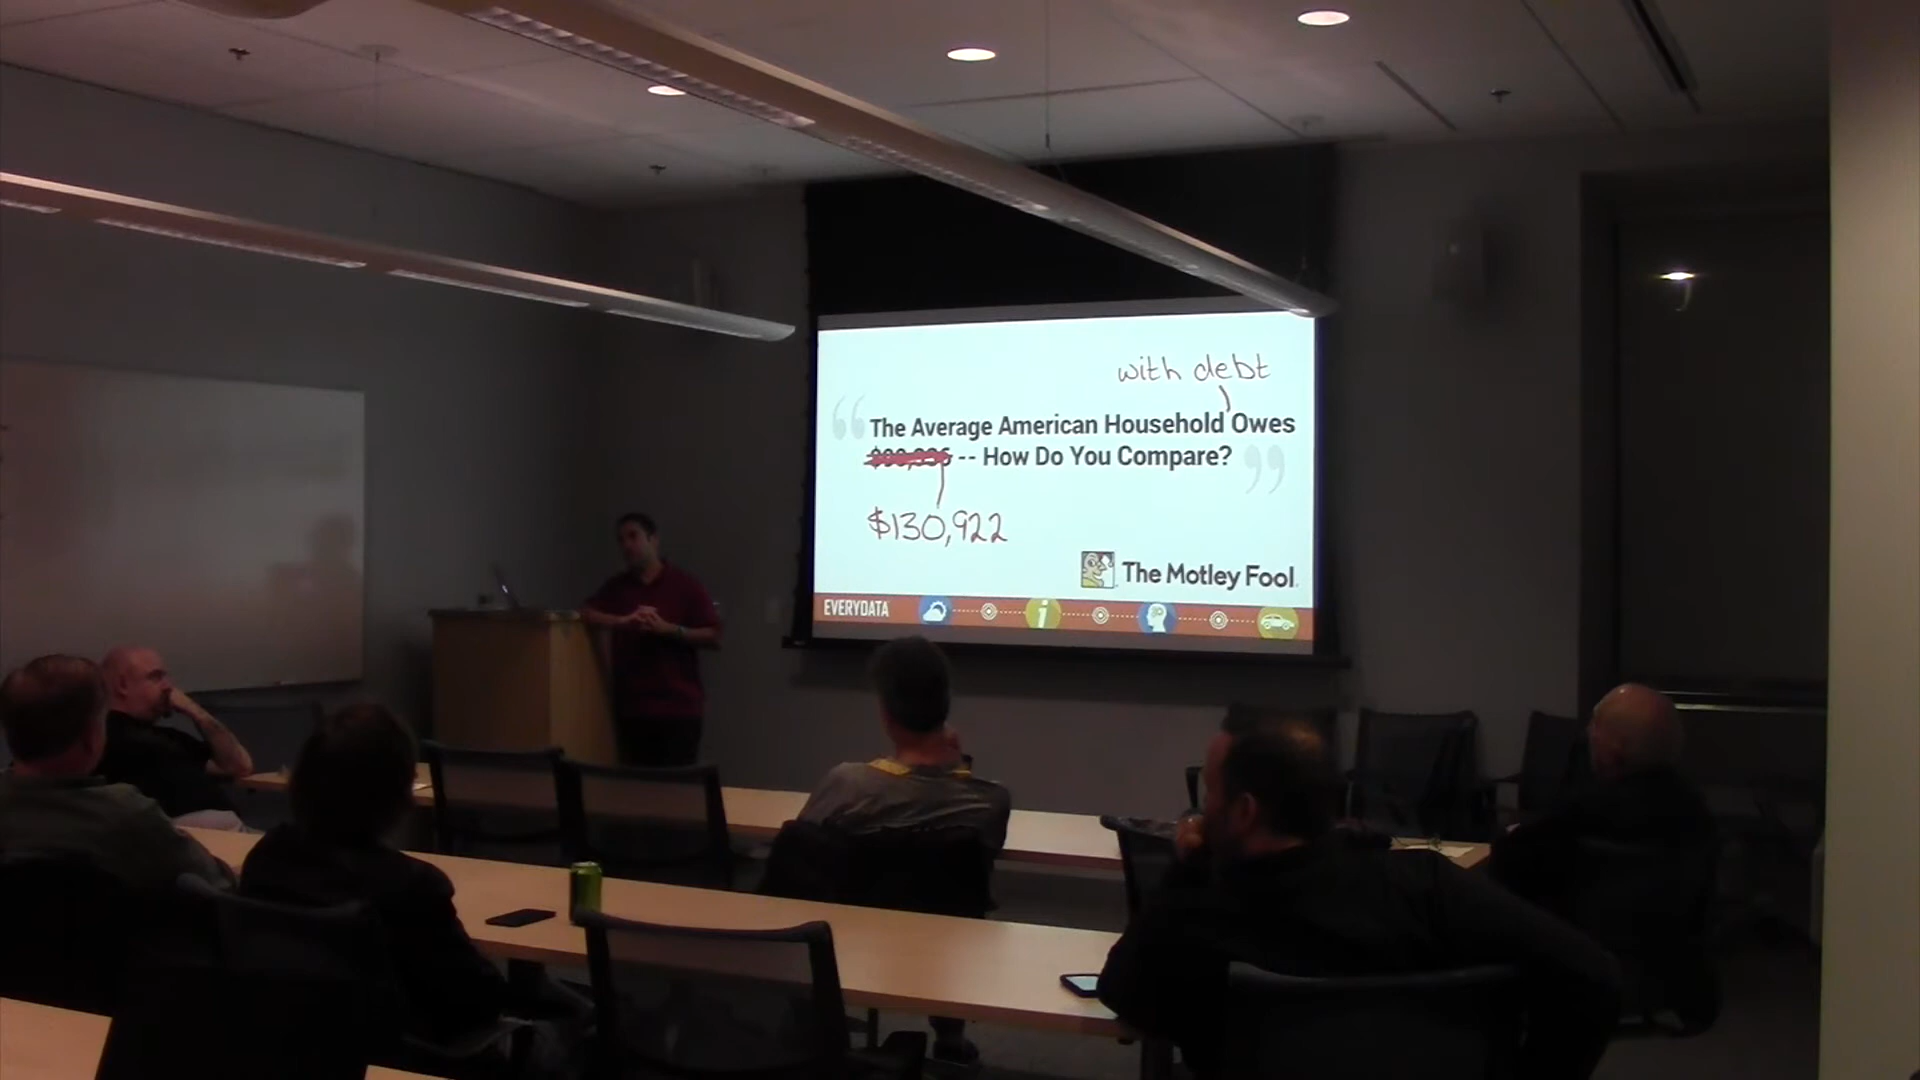 with debt
“The Average American Household Owes
-- How Do You Compare?”
$130,922
The Motley Fool
EVERYDATA
i